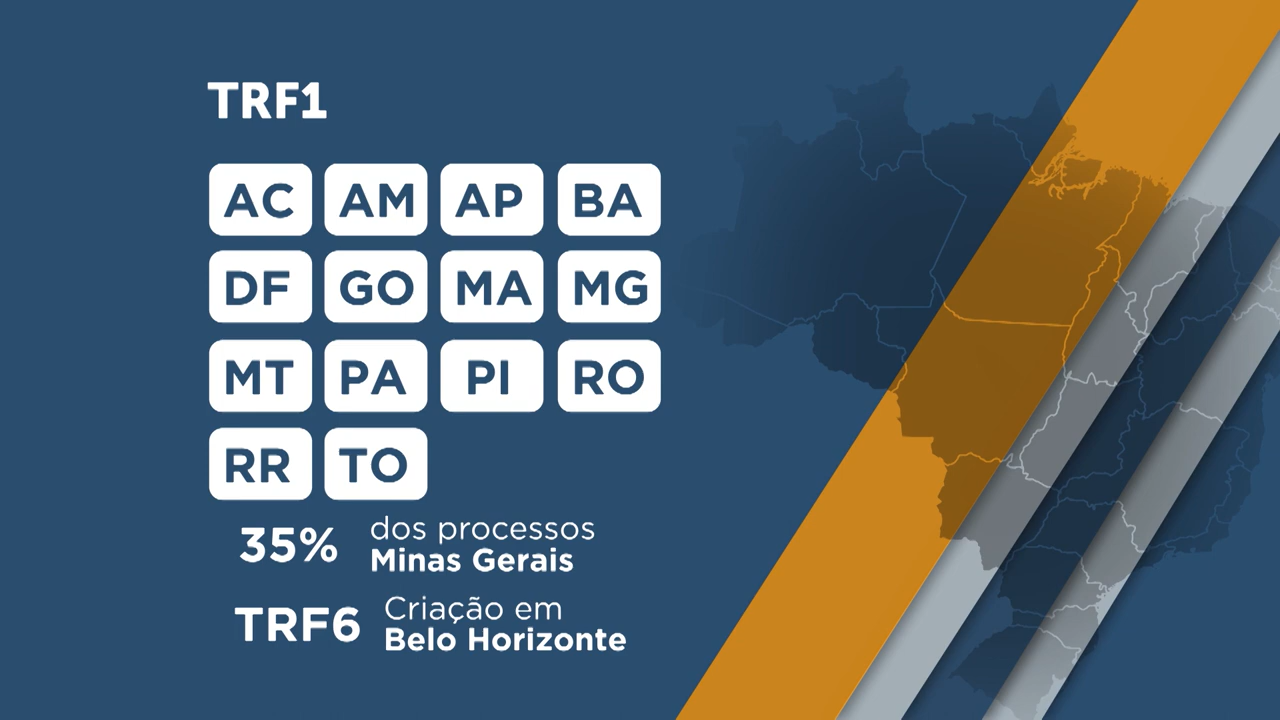 TRF1
AC AM AP BA
DF GO MA MG
MT PA PI RO
RR TO
35% dos processos
Minas Gerais
TRF6 Criação em
Belo Horizonte